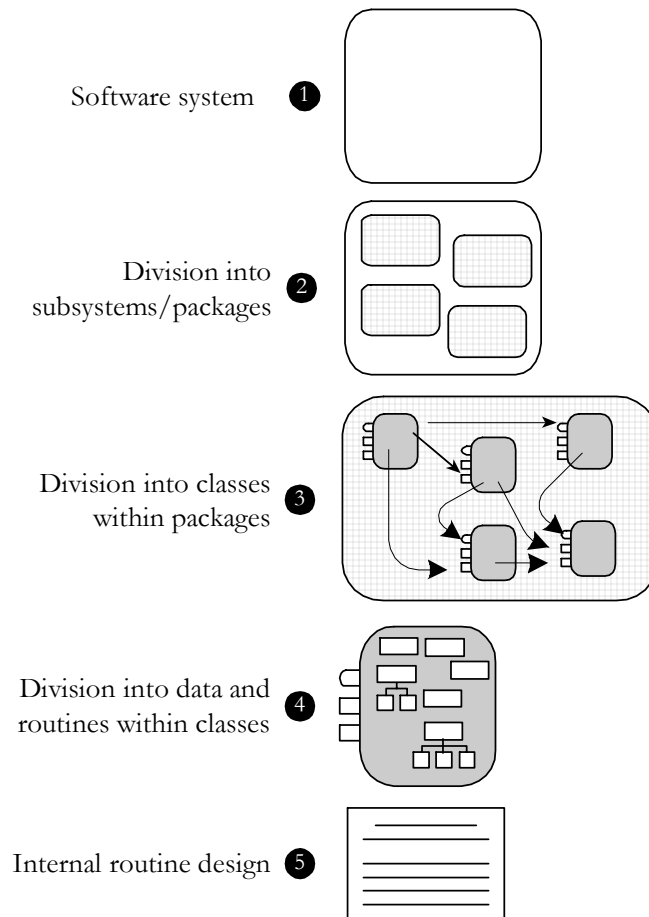 Software system 1
Division into
subsystems/packages 2
Division into classes
within packages 3
Division into data and
routines within classes 4
Internal routine design 5